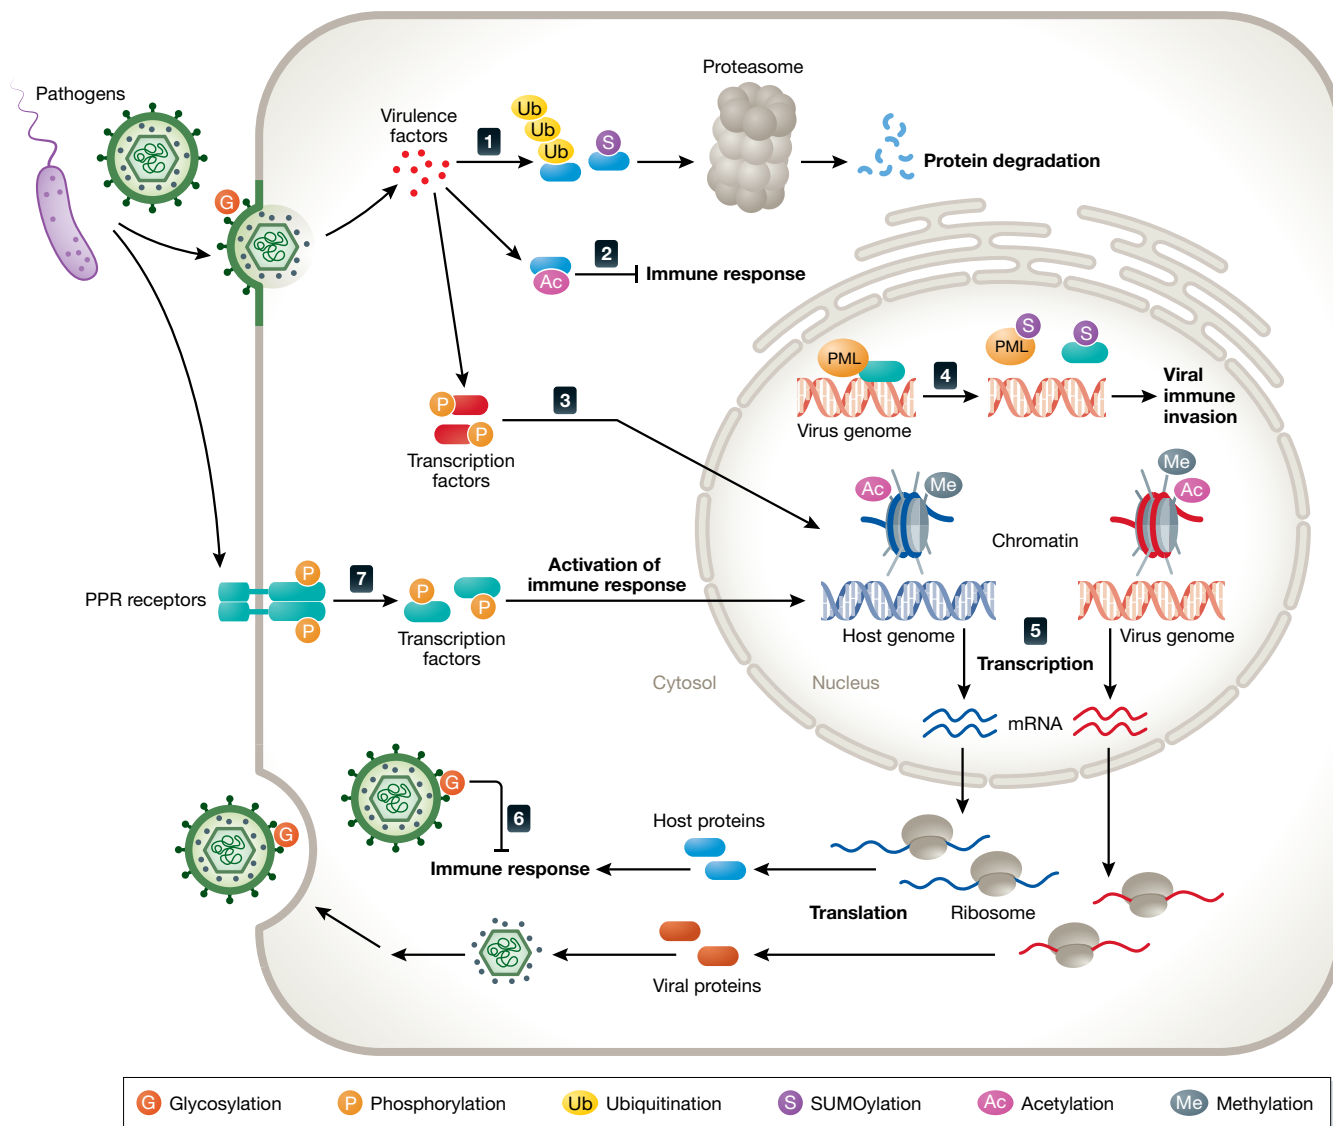 Pathogens
Virulence
factors
1
Ub
Ub
Ub
S
Proteasome
Protein degradation
G
2
Ac
Immune response
P
P
3
Transcription
factors
PML
Virus genome
4
PML
S
S
Viral
immune
invasion
Ac
Me
Me
Ac
Chromatin
Host genome
Virus genome
5
Transcription
mRNA
PPR receptors
P
P
7
P
P
Transcription
factors
Activation of
immune response
Cytosol
Nucleus
G
G
6
Immune response
Host proteins
Translation
Ribosome
Viral proteins
G Glycosylation P Phosphorylation Ub Ubiquitination S SUMOylation Ac Acetylation Me Methylation